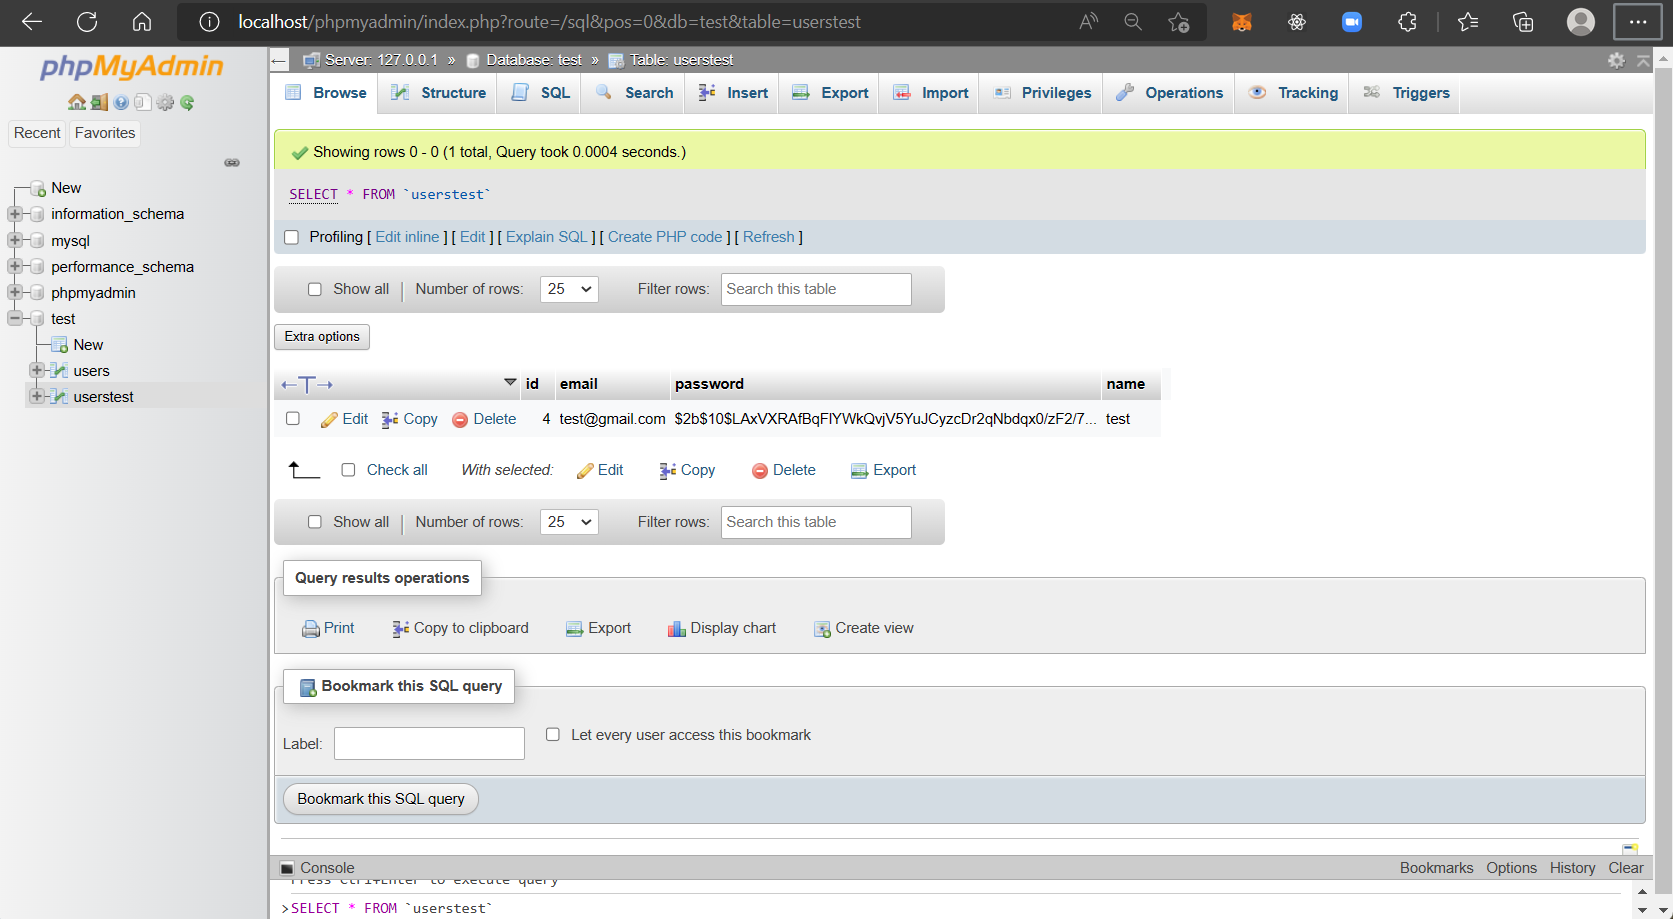 localhost/phpmyadmin/index.php?route=/sql&pos=0&db=test&table=userstest
phpMyAdmin
Recent Favorites
New
information_schema
mysql
performance_schema
phpmyadmin
test
New
users
userstest
Server: 127.0.0.1 » Database: test » Table: userstest
Browse Structure SQL Search Insert Export Import Privileges Operations Tracking Triggers
Showing rows 0 - 0 (1 total, Query took 0.0004 seconds.)
SELECT * FROM `userstest`
Profiling [ Edit inline ] [ Edit ] [ Explain SQL ] [ Create PHP code ] [ Refresh ]
Show all | Number of rows: 25 Filter rows: Search this table
Extra options
←T→ id email password name
Edit Copy Delete 4 test@gmail.com $2b$10$LAxVXRAfBqFIYWkQvjV5YuJCyzcDr2qNbdqx0/zF2/7... test
Check all With selected: Edit Copy Delete Export
Show all | Number of rows: 25 Filter rows: Search this table
Query results operations
Print Copy to clipboard Export Display chart Create view
Bookmark this SQL query
Label: Let every user access this bookmark
Bookmark this SQL query
Console Bookmarks Options History Clear
Press Ctrl+Enter to execute query
>SELECT * FROM `userstest`